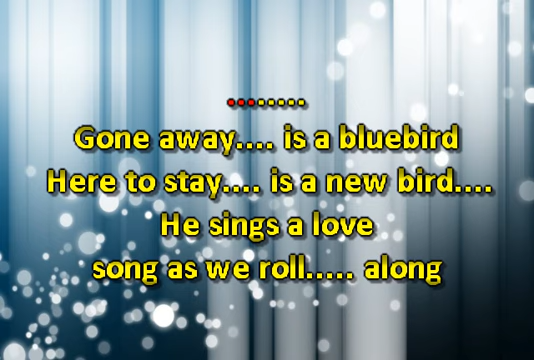 ........
Gone away.... is a bluebird
Here to stay.... is a new bird....
He sings a love
song as we roll..... along